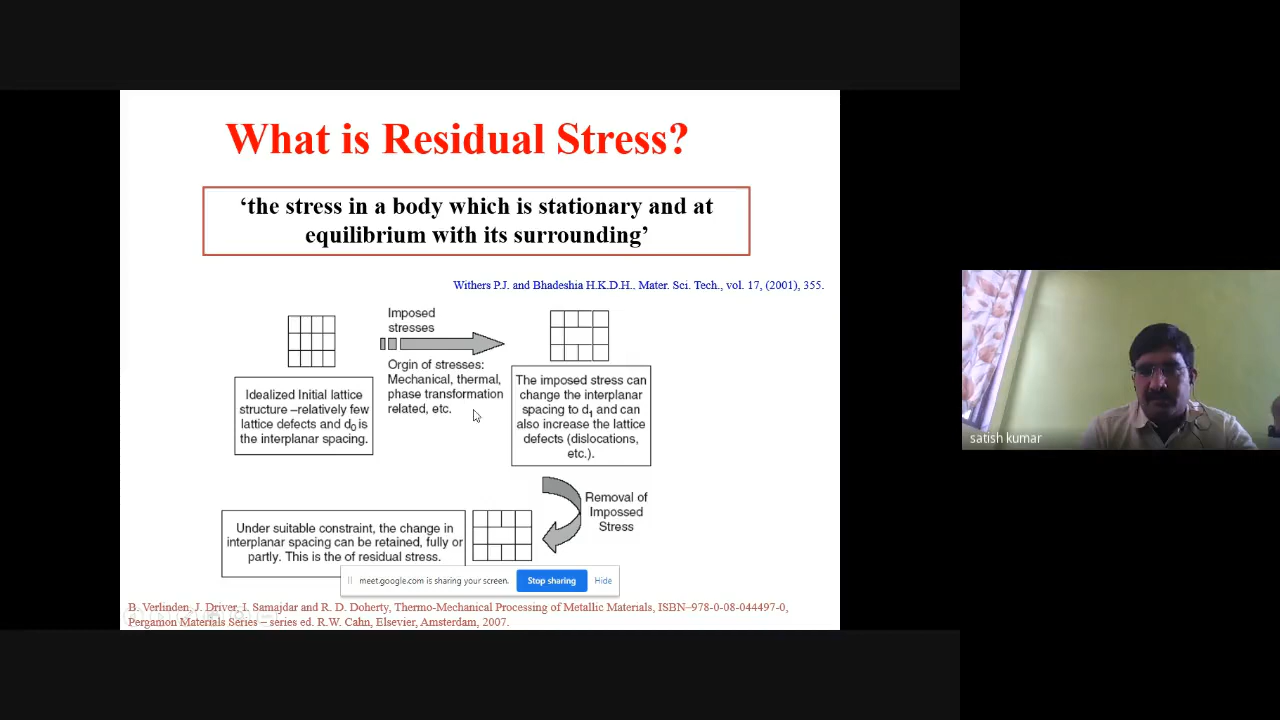 What is Residual Stress?
‘the stress in a body which is stationary and at
equilibrium with its surrounding’
Withers P.J. and Bhadeshia H.K.D.H.. Mater. Sci. Tech., vol. 17, (2001), 355.
Imposed
stresses
Orgin of stresses:
Mechanical, thermal,
phase transformation
related, etc.
Idealized Initial lattice
structure –relatively few
lattice defects and d0 is
the interplanar spacing.
The imposed stress can
change the interplanar
spacing to d1 and can
also increase the lattice
defects (dislocations,
etc.).
Removal of
Impossed
Stress
Under suitable constraint, the change in
interplanar spacing can be retained, fully or
partly. This is the of residual stress.
meet.google.com is sharing your screen.
Stop sharing
Hide
B. Verlinden, J. Driver, I. Samajdar and R. D. Doherty, Thermo-Mechanical Processing of Metallic Materials, ISBN–978-0-08-044497-0,
Pergamon Materials Series – series ed. R.W. Cahn, Elsevier, Amsterdam, 2007.
satish kumar